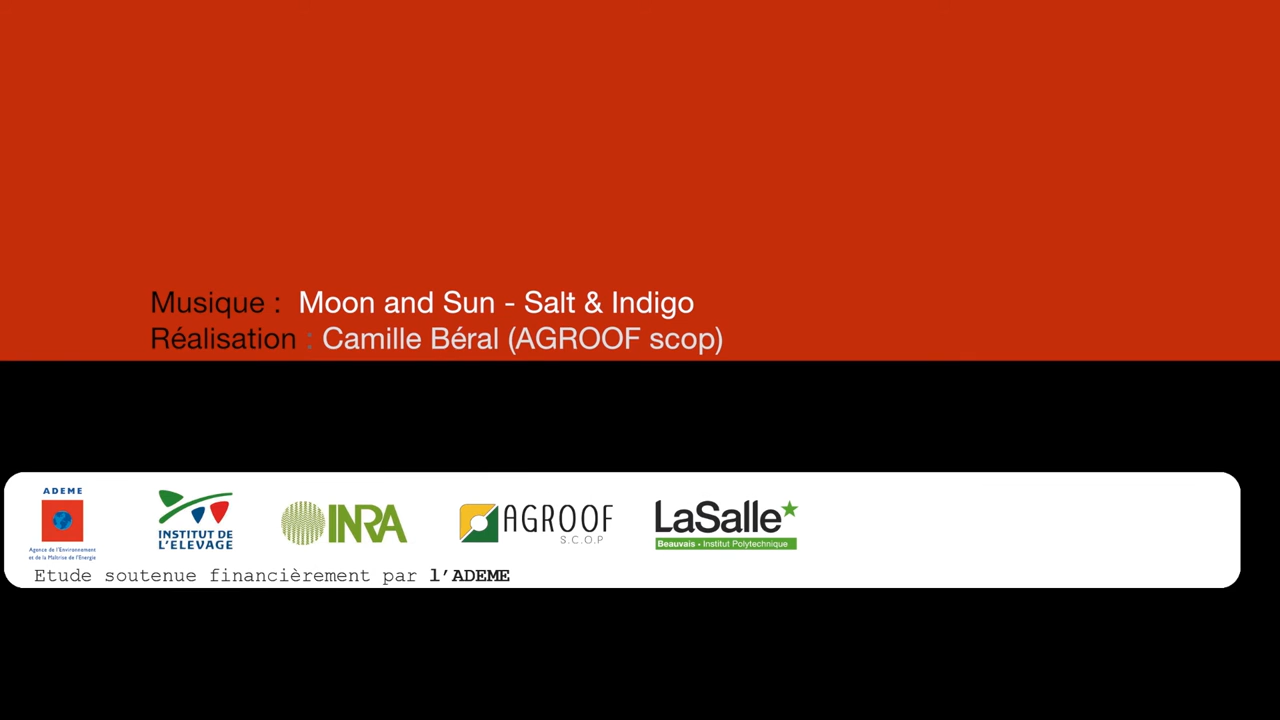 Musique : Moon and Sun - Salt & Indigo
Réalisation : Camille Béral (AGROOF scop)
ADEME
Agence de l'Environnement
et de la Maîtrise de l'Energie
INSTITUT DE
L'ELEVAGE
INRA
AGROOF
S.C.O.P
LaSalle
Beauvais • Institut Polytechnique
Etude soutenue financièrement par l'ADEME